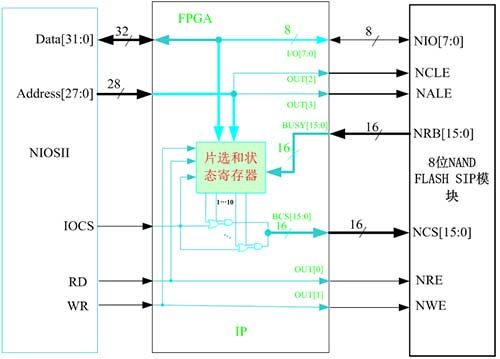 FPGA
IP
Data[31:0]
32
8
8
NIO[7:0]
I/O[7:0]
OUT[2]
NCLE
Address[27:0]
28
OUT[3]
NALE
BUSY[15:0]
16
16
NRB[15:0]
NIOSII
片选和状
态寄存器
8位NAND
FLASH SIP模
块
1···10
IOCS
BCS[15:0]
16
16
NCS[15:0]
RD
OUT[0]
NRE
WR
OUT[1]
NWE
IP